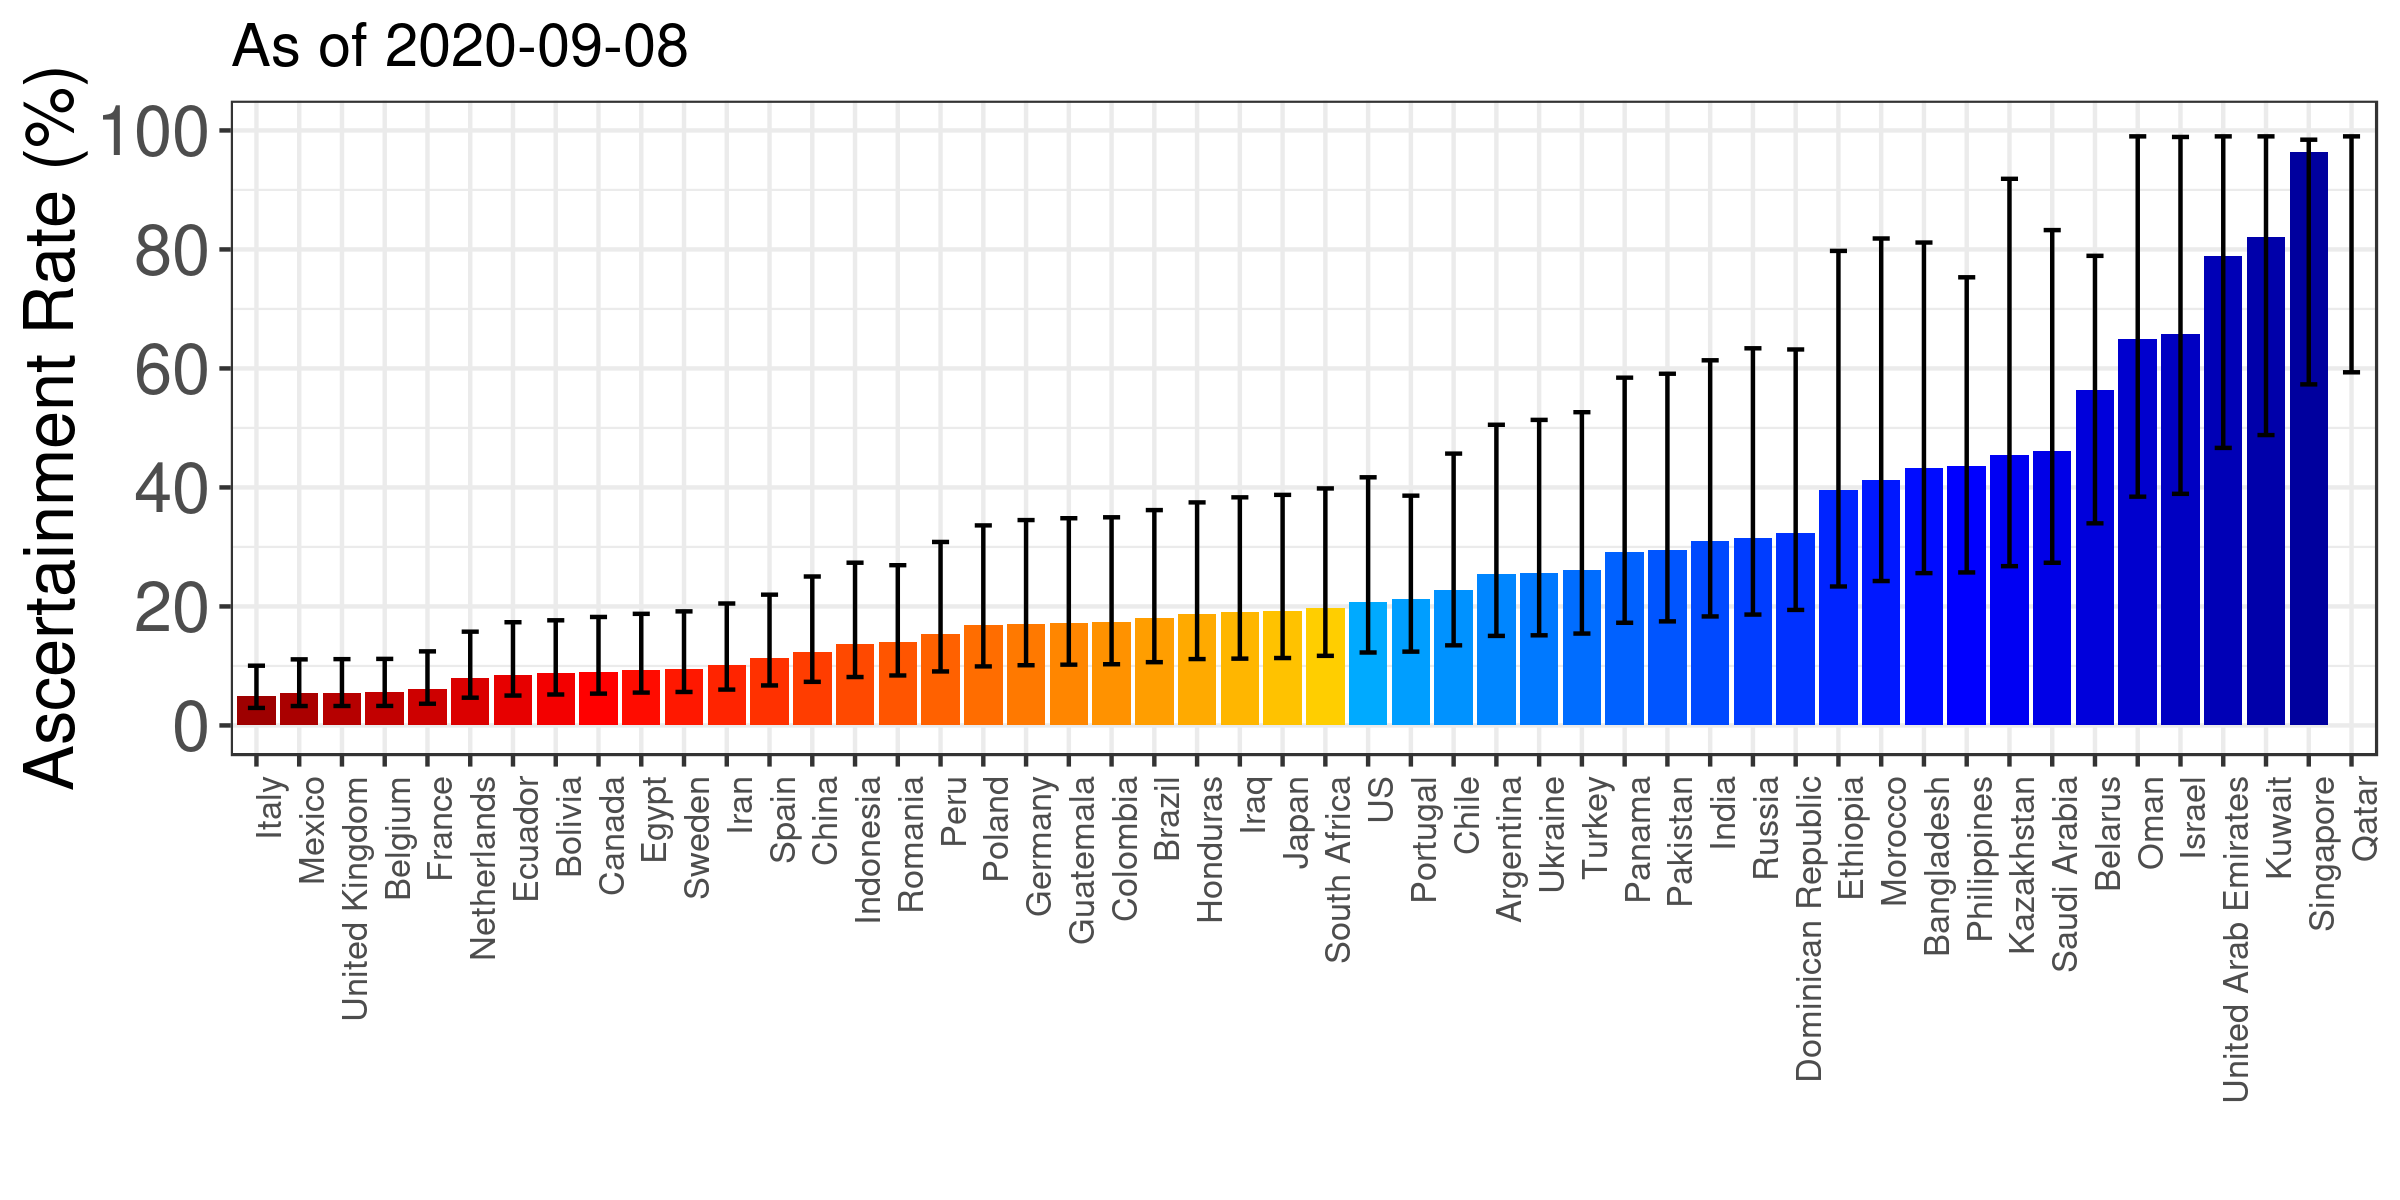 As of 2020-09-08
Ascertainment Rate (%)
100
80
60
40
20
0
Italy
Mexico
United Kingdom
Belgium
France
Netherlands
Ecuador
Bolivia
Canada
Egypt
Sweden
Iran
Spain
China
Indonesia
Romania
Peru
Poland
Germany
Guatemala
Colombia
Brazil
Honduras
Iraq
Japan
South Africa
US
Portugal
Chile
Argentina
Ukraine
Turkey
Panama
Pakistan
India
Russia
Dominican Republic
Ethiopia
Morocco
Bangladesh
Philippines
Kazakhstan
Saudi Arabia
Belarus
Oman
Israel
United Arab Emirates
Kuwait
Singapore
Qatar